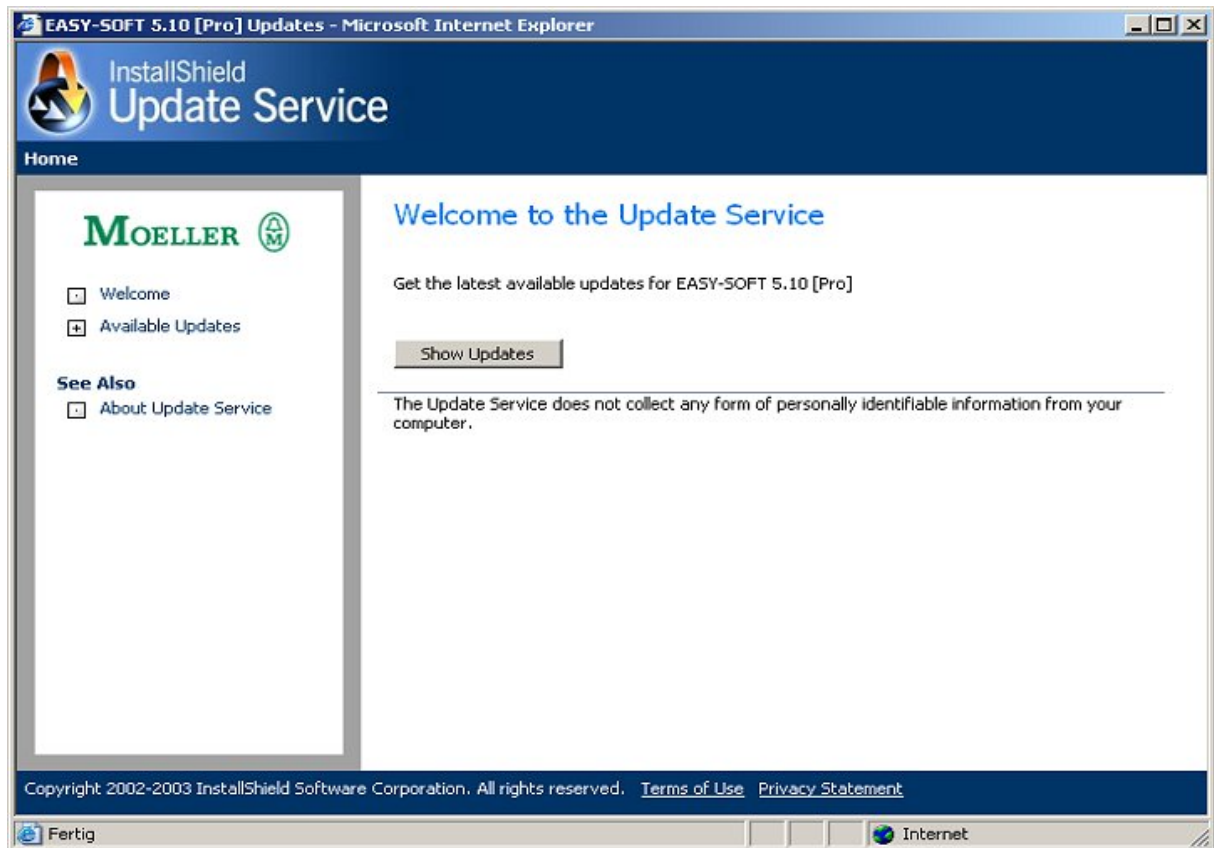 EASY-SOFT 5.10 [Pro] Updates - Microsoft Internet Explorer
InstallShield
Update Service
Home
MOELLER
Welcome
Available Updates
See Also
About Update Service
Welcome to the Update Service
Get the latest available updates for EASY-SOFT 5.10 [Pro]
Show Updates
The Update Service does not collect any form of personally identifiable information from your
computer.
Copyright 2002-2003 InstallShield Software Corporation. All rights reserved. Terms of Use Privacy Statement
Fertig
Internet